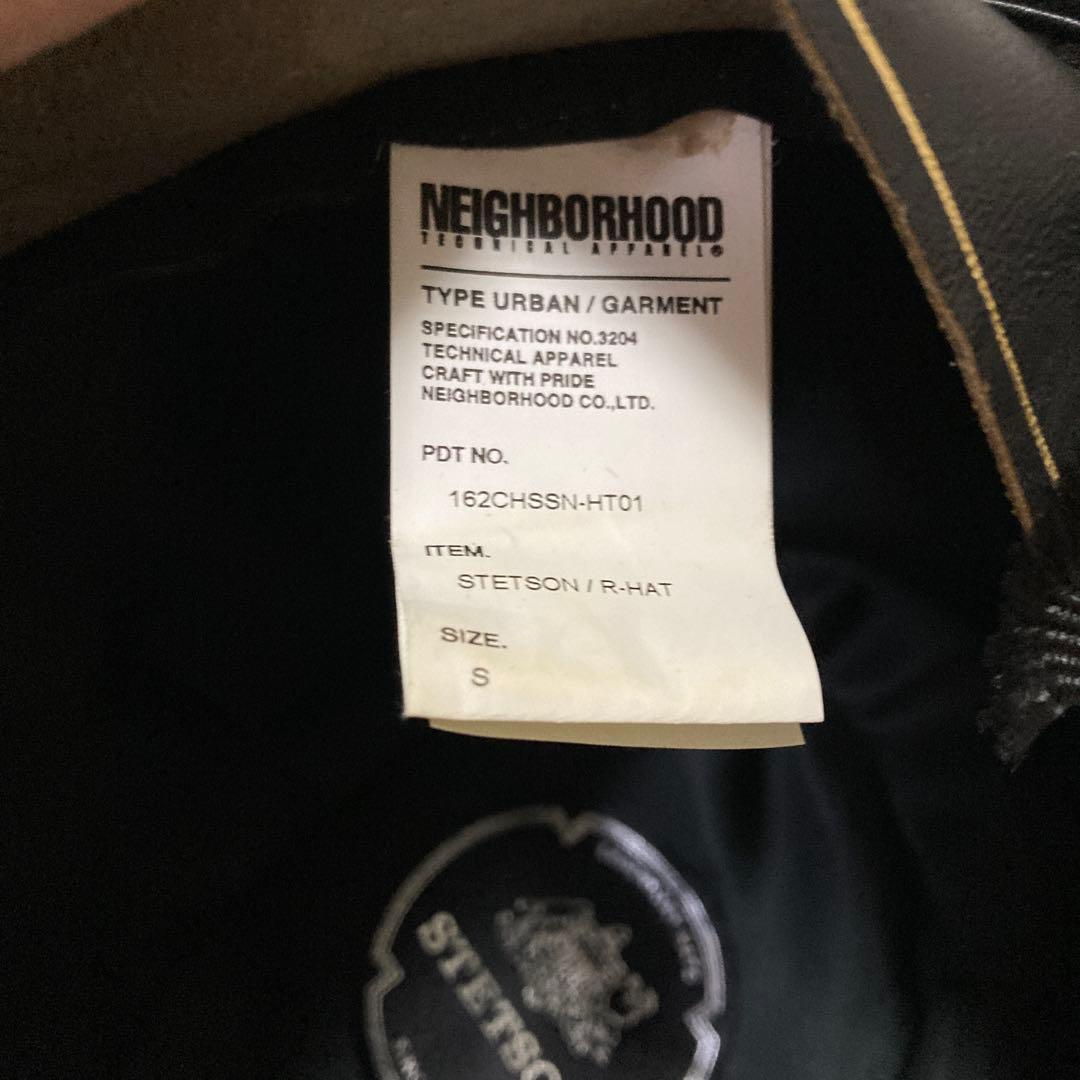 NEIGHBORHOOD
TECHNICAL APPAREL
TYPE URBAN / GARMENT
SPECIFICATION NO.3204
TECHNICAL APPAREL
CRAFT WITH PRIDE
NEIGHBORHOOD CO.,LTD.
PDT NO.
162CHSSN-HT01
ITEM.
STETSON / R-HAT
SIZE.
S
STETSO